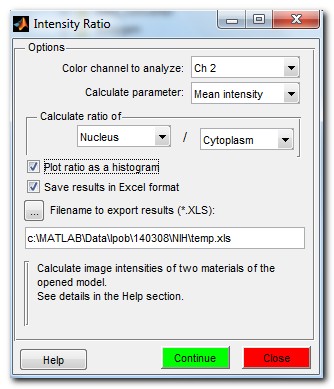 Intensity Ratio
Options
Color channel to analyze: Ch 2
Calculate parameter: Mean intensity
Calculate ratio of
Nucleus / Cytoplasm
Plot ratio as a histogram
Save results in Excel format
... Filename to export results (*.XLS):
c:\MATLAB\Data\Ipob\140308\NIH\temp.xls
Calculate image intensities of two materials of the
opened model.
See details in the Help section.
Help Continue Close